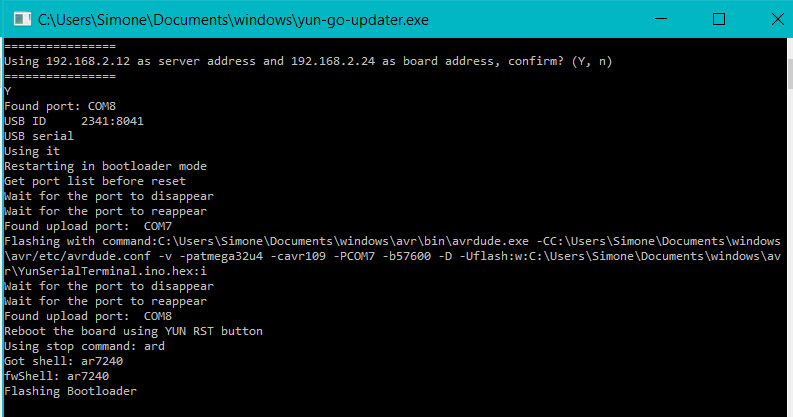 C:\Users\Simone\Documents\windows\yun-go-updater.exe
================
Using 192.168.2.12 as server address and 192.168.2.24 as board address, confirm? (Y, n)
================
Y
Found port: COM8
USB ID     2341:8041
USB serial
Using it
Restarting in bootloader mode
Get port list before reset
Wait for the port to disappear
Wait for the port to reappear
Found upload port:  COM7
Flashing with command:C:\Users\Simone\Documents\windows\avr\bin\avrdude.exe -CC:\Users\Simone\Documents\windows
\avr/etc/avrdude.conf -v -patmega32u4 -cavr109 -PCOM7 -b57600 -D -Uflash:w:C:\Users\Simone\Documents\windows\av
r\YunSerialTerminal.ino.hex:i
Wait for the port to disappear
Wait for the port to reappear
Found upload port:  COM8
Reboot the board using YUN RST button
Using stop command: ard
Got shell: ar7240
fwShell: ar7240
Flashing Bootloader